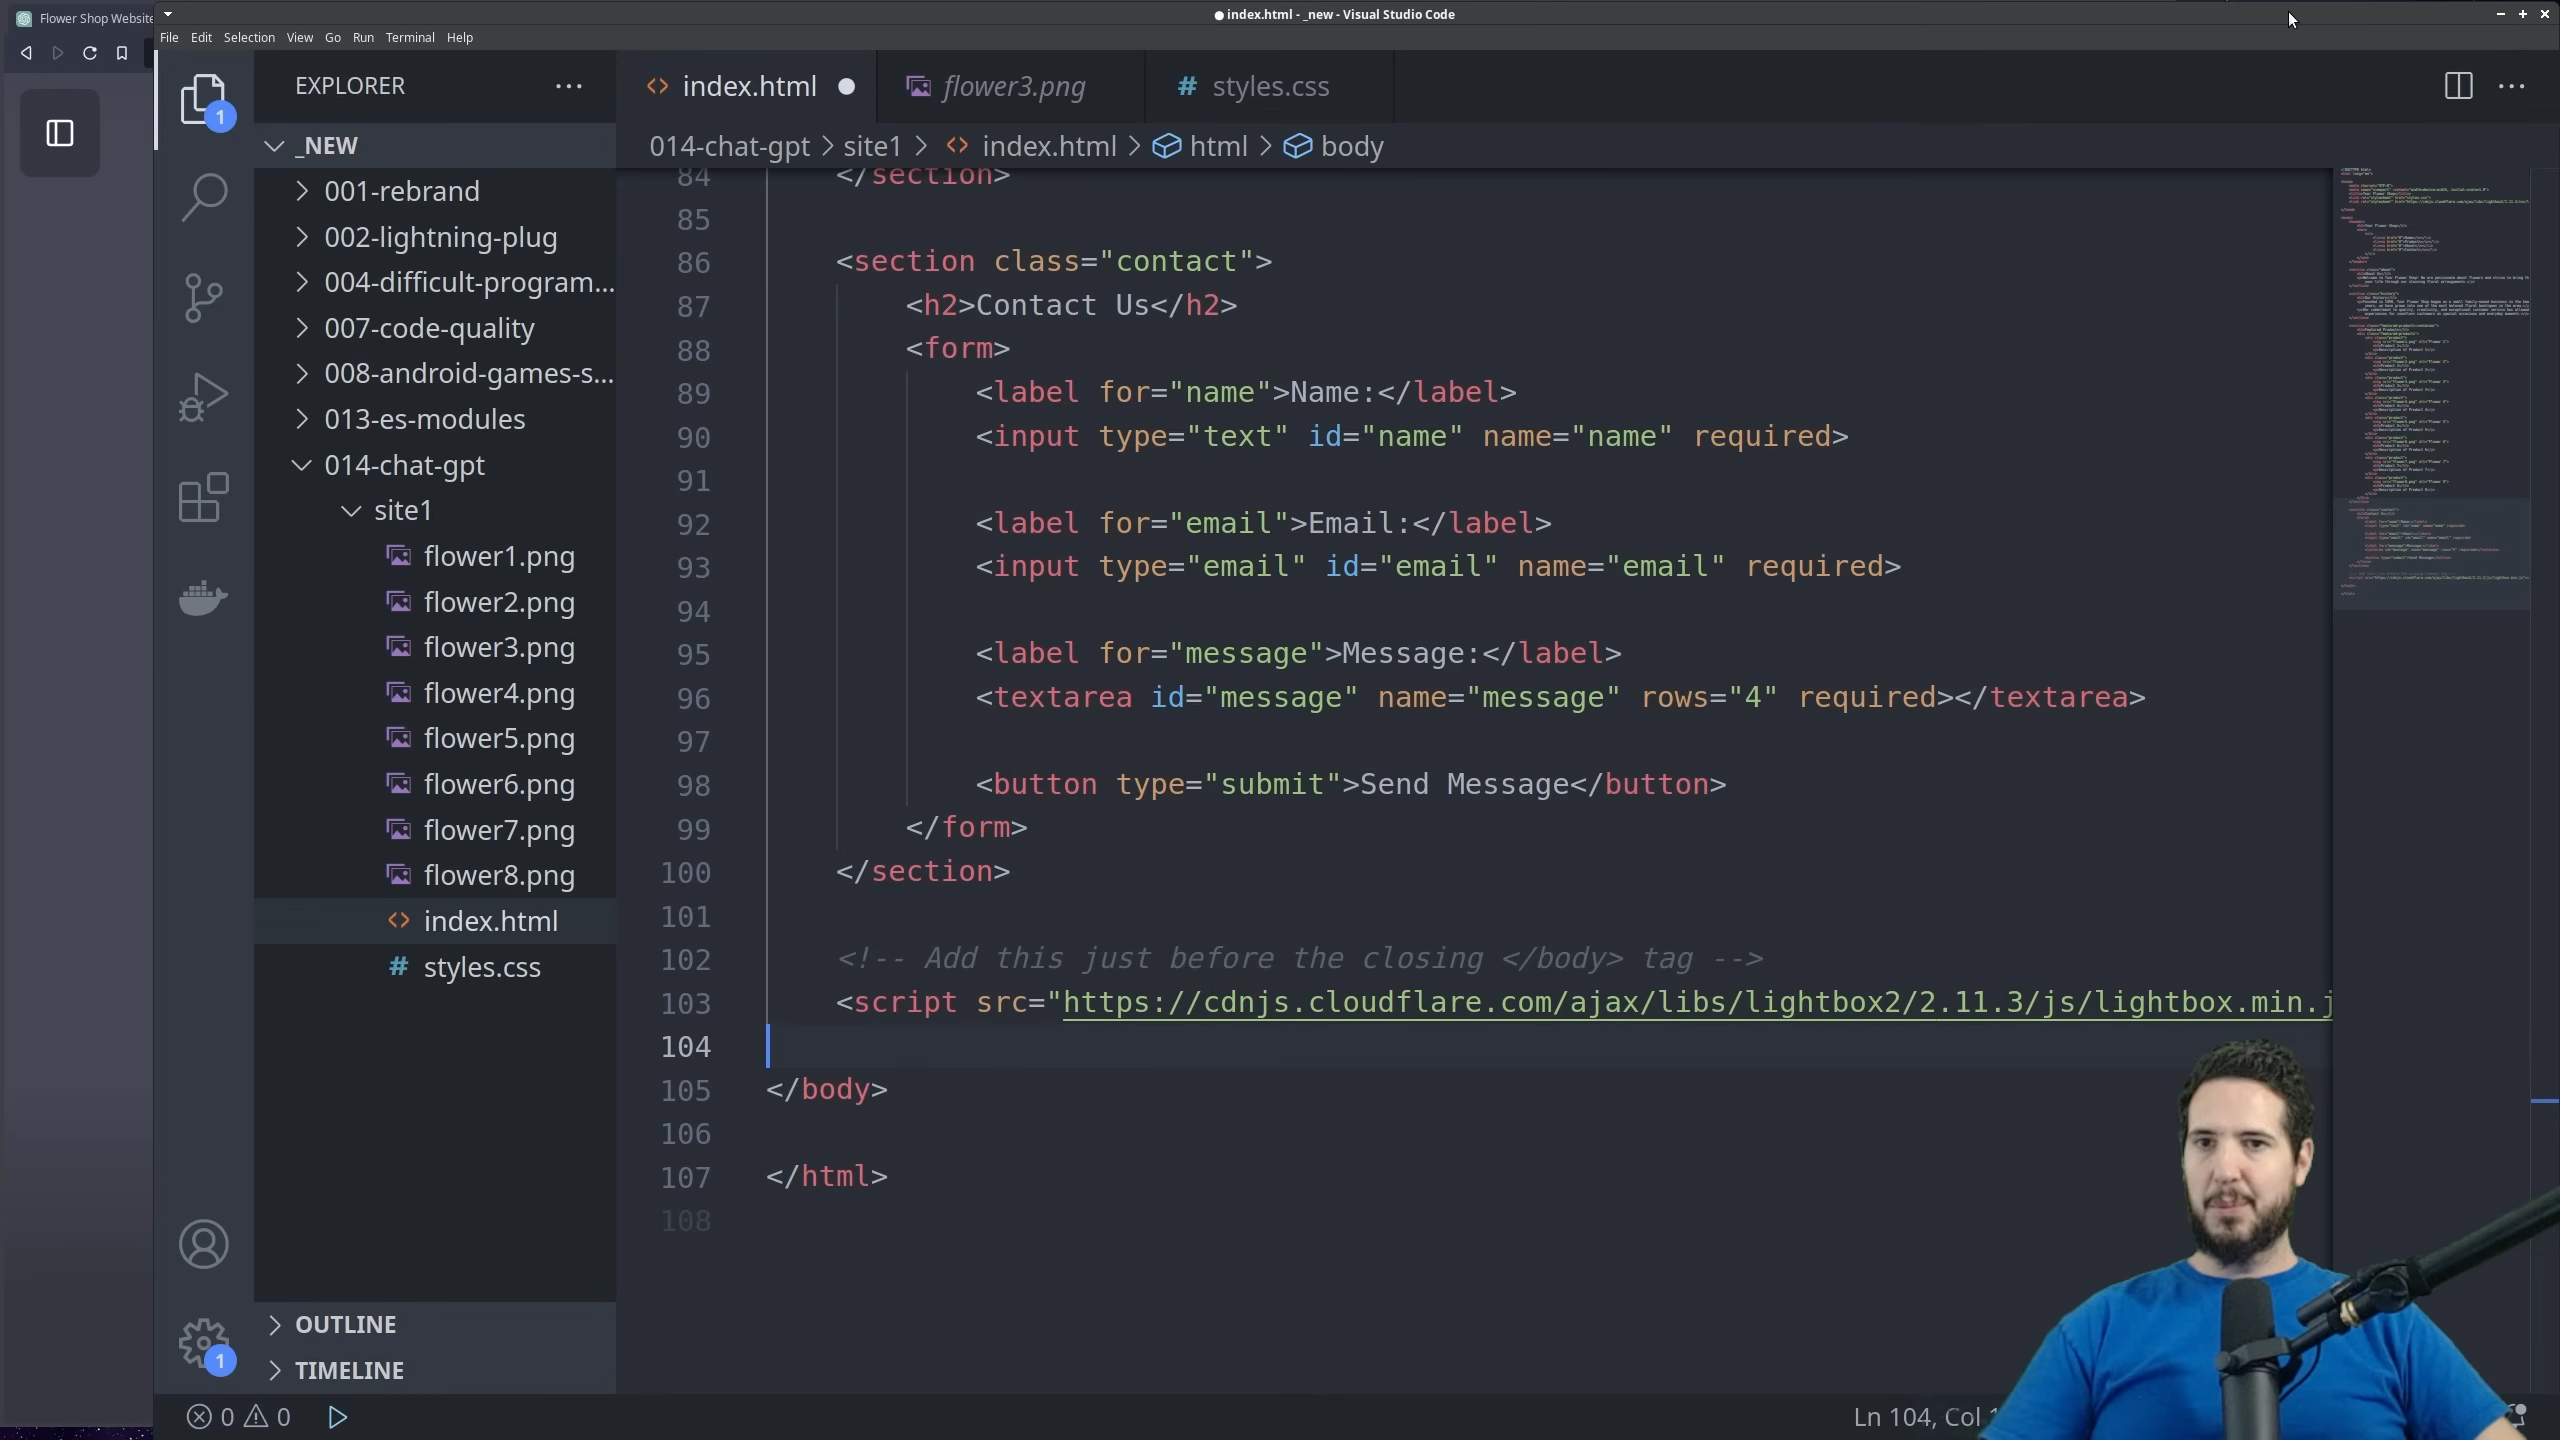 Flower Shop Website
index.html - _new - Visual Studio Code
File Edit Selection View Go Run Terminal Help
EXPLORER
index.html
flower3.png
# styles.css
014-chat-gpt > site1 > index.html > html > body
1
_NEW
001-rebrand
002-lightning-plug
004-difficult-program...
007-code-quality
008-android-games-s...
013-es-modules
014-chat-gpt
site1
flower1.png
flower2.png
flower3.png
flower4.png
flower5.png
flower6.png
flower7.png
flower8.png
index.html
# styles.css
OUTLINE
TIMELINE
1
84 </section>
85
86 <section class="contact">
87 <h2>Contact Us</h2>
88 <form>
89 <label for="name">Name:</label>
90 <input type="text" id="name" name="name" required>
91
92 <label for="email">Email:</label>
93 <input type="email" id="email" name="email" required>
94
95 <label for="message">Message:</label>
96 <textarea id="message" name="message" rows="4" required></textarea>
97
98 <button type="submit">Send Message</button>
99 </form>
100 </section>
101
102 <!-- Add this just before the closing </body> tag -->
103 <script src="https://cdnjs.cloudflare.com/ajax/libs/lightbox2/2.11.3/js/lightbox.min.j
104
105 </body>
106
107 </html>
108
0 0
Ln 104, Col 1